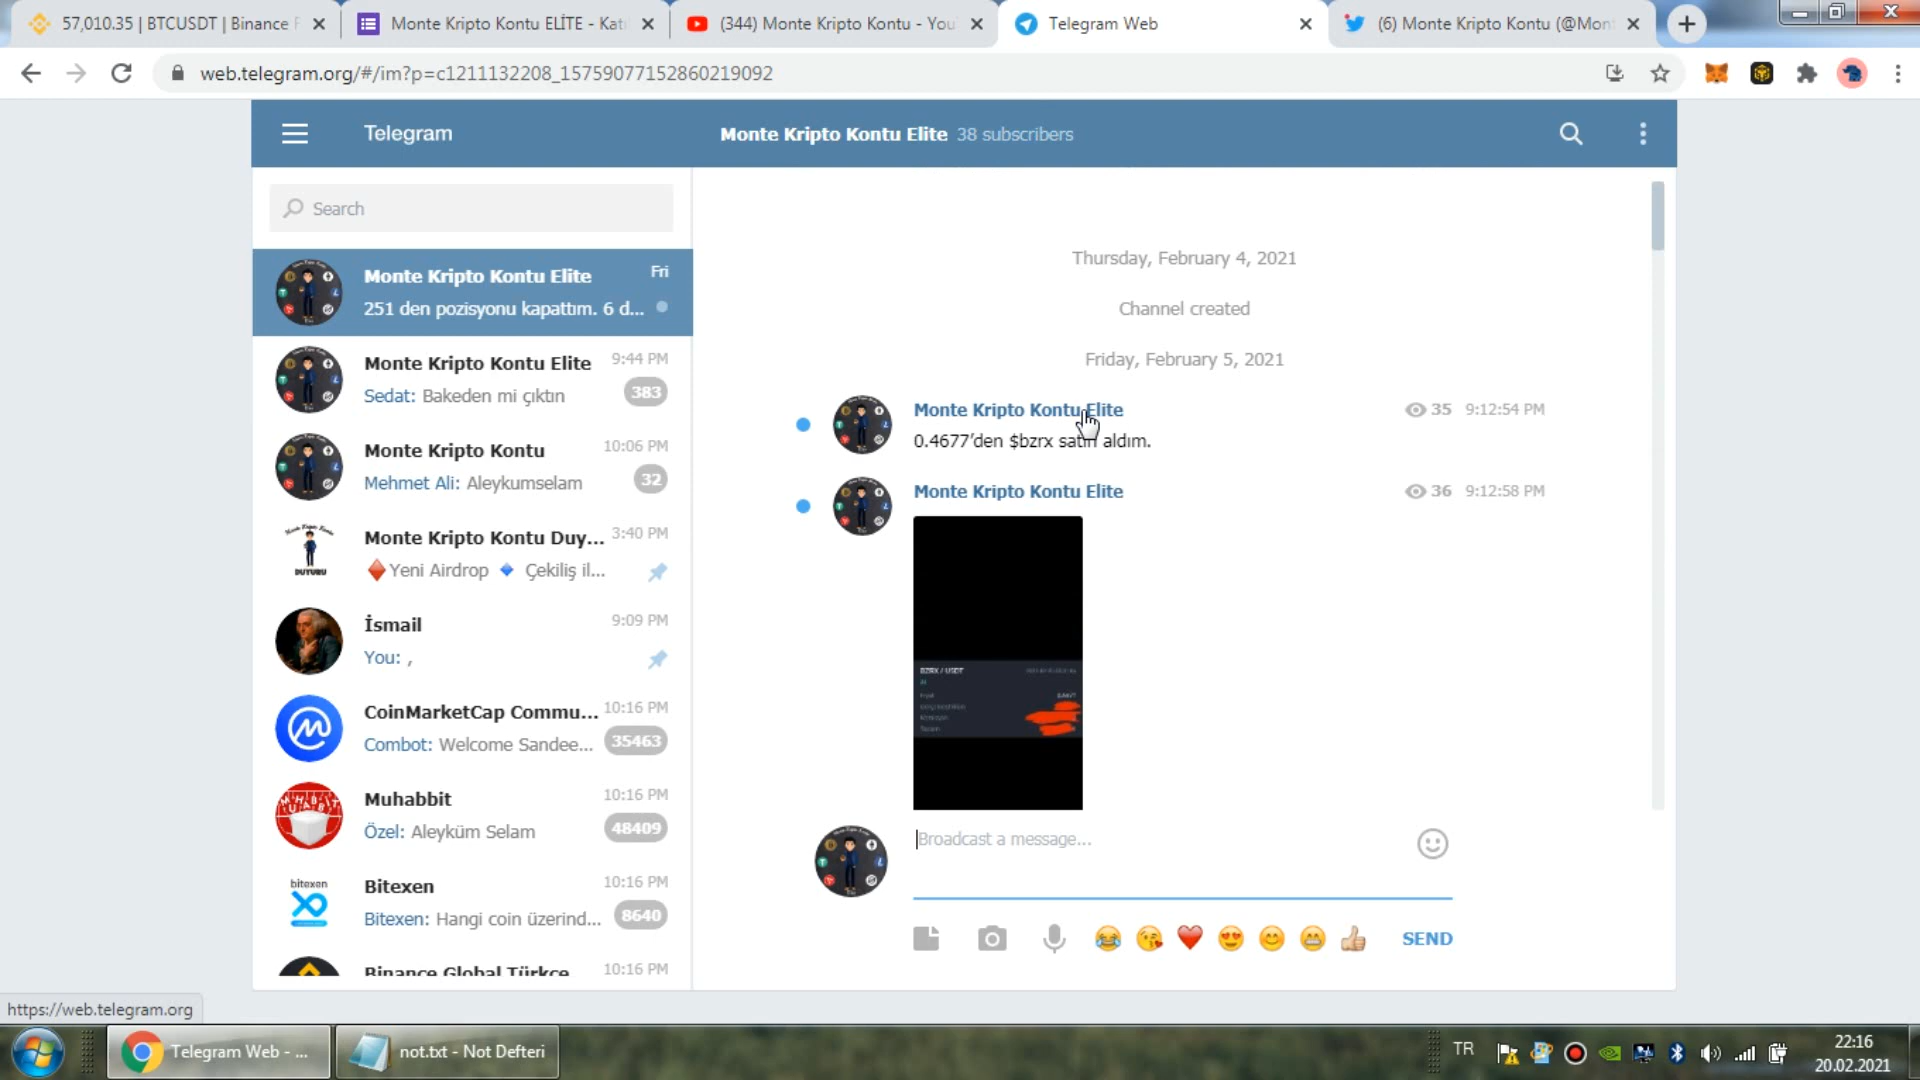 57,010.35 | BTCUSDT | Binance F
Monte Kripto Kontu ELİTE - Katı
(344) Monte Kripto Kontu - You
Telegram Web
(6) Monte Kripto Kontu (@Mon
web.telegram.org/#/im?p=c1211132208_15759077152860219092
Telegram
Monte Kripto Kontu Elite 38 subscribers
Search
Monte Kripto Kontu Elite Fri
251 den pozisyonu kapattım. 6 d...
Monte Kripto Kontu Elite 9:44 PM
Sedat: Bakeden mi çıktın 383
Monte Kripto Kontu 10:06 PM
Mehmet Ali: Aleykumselam 32
Monte Kripto Kontu Duy... 3:40 PM
Yeni Airdrop Çekiliş il...
DUYURU
İsmail 9:09 PM
You: ,
CoinMarketCap Commu... 10:16 PM
Combot: Welcome Sandee... 35463
Muhabbit 10:16 PM
Özel: Aleyküm Selam 48409
bitexen
Bitexen 10:16 PM
Bitexen: Hangi coin üzerind... 8640
Binance Global Türkçe 10:16 PM
Thursday, February 4, 2021
Channel created
Friday, February 5, 2021
Monte Kripto Kontu Elite 35 9:12:54 PM
0.4677'den $bzrx satın aldım.
Monte Kripto Kontu Elite 36 9:12:58 PM
BZRX / USDT
Broadcast a message...
SEND
https://web.telegram.org
Telegram Web - ...
not.txt - Not Defteri
TR
22:16
20.02.2021